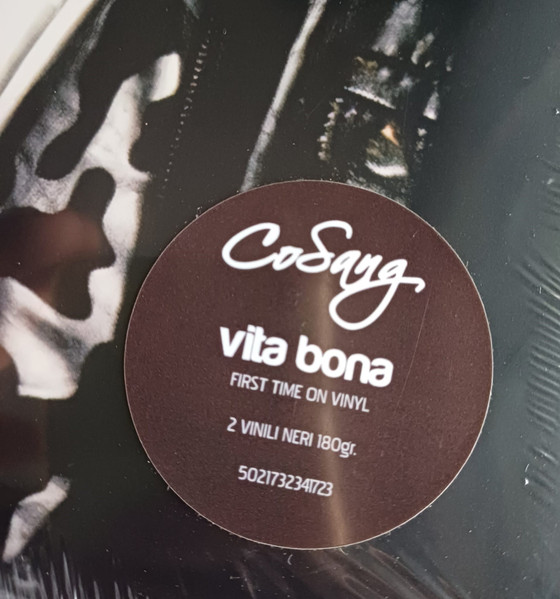 CoSang
vita bona
FIRST TIME ON VINYL
2 VINILI NERI 180gr.
5021732341723